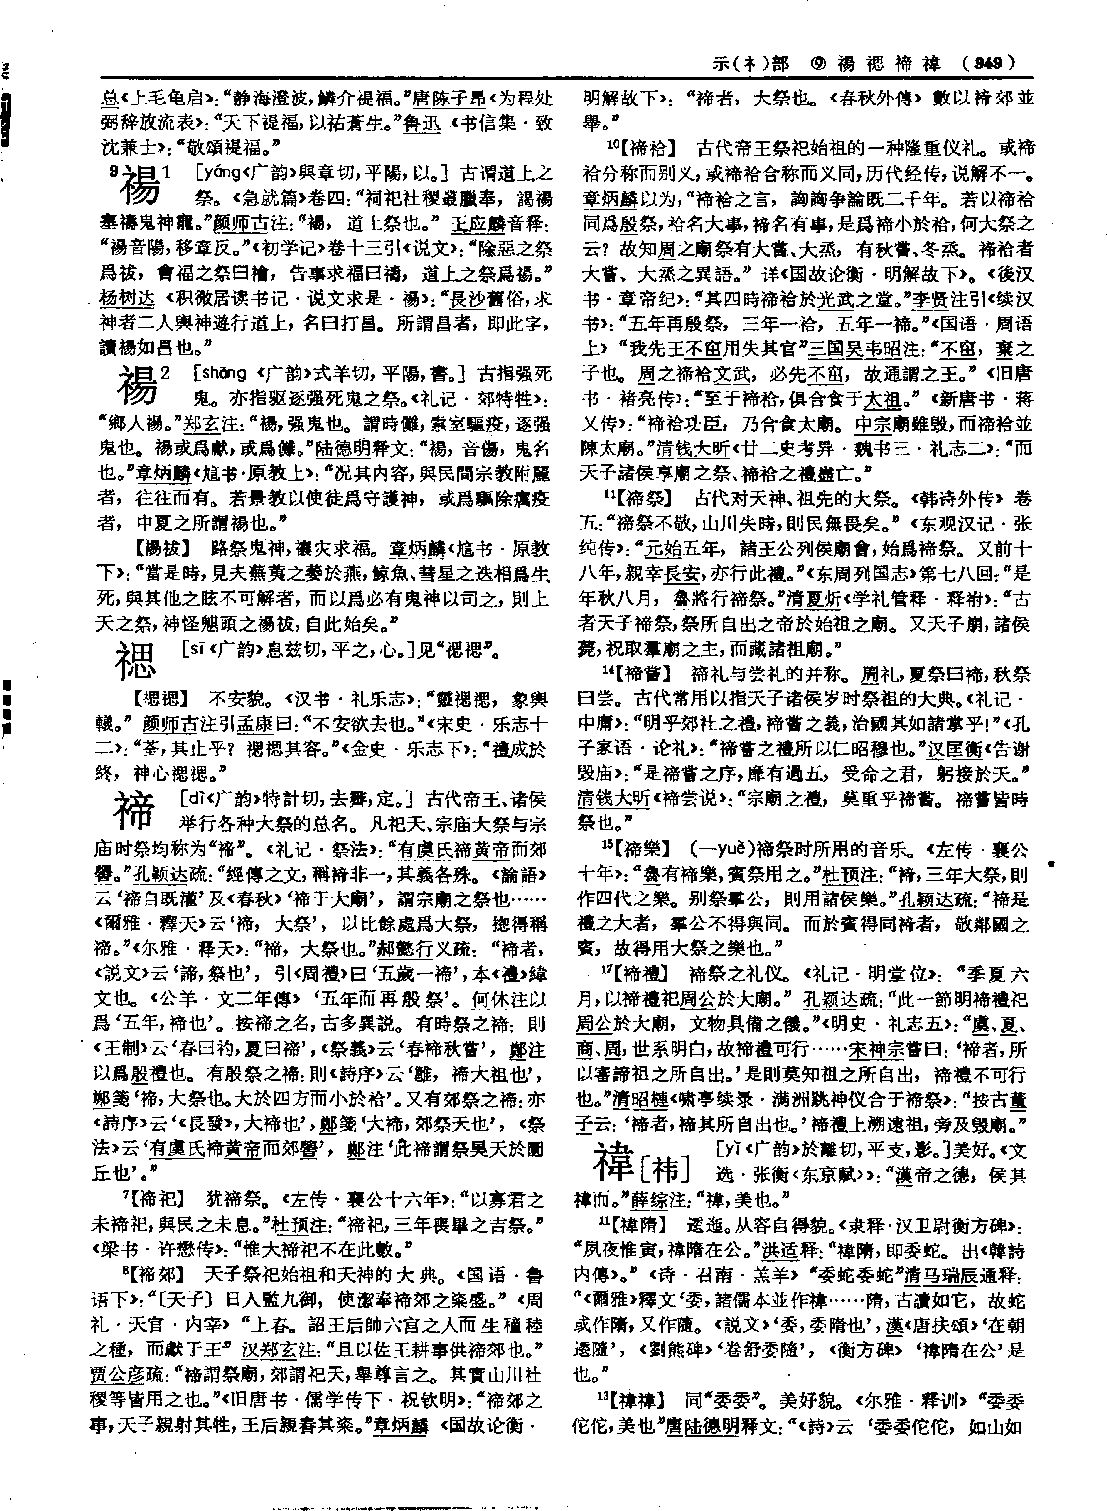 示(礻)部 ⑨ 禓禗禘禕 (949)
总<上毛龟启>：“静海澄波，鱗介禔福。”唐陈子昂<为程处
弼辞放流表>：“天下禔福，以祐蒼生。”鲁迅 <书信集·致
沈兼士>：“敬頌禔福。”
9禓1 [yáng<广韵>與章切，平陽，以。] 古谓道上之
祭。<急就篇>卷四：“祠祀社稷叢臘奉，謁禓
塞禱鬼神寵。”颜师古注：“禓，道上祭也。” 王应麟音释：
“禓音陽，移章反。”<初学记>卷十三引<说文>：“除惡之祭
爲祓，會福之祭曰禬，告事求福曰禱，道上之祭爲禓。”
杨树达 <积微居读书记·说文求是·禓>：“長沙舊俗，求
神者二人輿神遊行道上，名曰打昌。所謂昌者，即此字，
讀禓如昌也。”
禓2 [shāng <广韵>式羊切，平陽，書。] 古指强死
鬼。亦指驱逐强死鬼之祭。<礼记·郊特牲>：
“鄉人禓。”郑玄注：“禓，强鬼也。謂時儺，索室驅疫，逐强
鬼也。禓或爲獻，或爲儺。”陆德明释文：“禓，音傷，鬼名
也。”章炳麟<訄书·原教上>：“况其内容，與民間宗教附麗
者，往往而有。若景教以使徒爲守護神，或爲驅除癘疫
者，中夏之所謂禓也。”
【禓祓】 路祭鬼神，禳灾求福。章炳麟<訄书·原教
下>：“當是時，見夫蕪荑之萎於燕，鯨魚、彗星之迭相爲生
死，與其他之眩不可解者，而以爲必有鬼神以司之，則上
天之祭，神怪魌頭之禓祓，自此始矣。”
禗 [sī<广韵>息兹切，平之，心。]见“禗禗”。
【禗禗】 不安貌。<汉书·礼乐志>：“靈禗禗，象輿
轙。” 颜师古注引孟康曰：“不安欲去也。”<宋史·乐志十
二>：“荃，其止乎？禗禗其容。”<金史·乐志下>：“禮成於
終，神心禗禗。”
禘 [dì<广韵>特計切，去霽，定。] 古代帝王、诸侯
举行各种大祭的总名。凡祀天、宗庙大祭与宗
庙时祭均称为“禘”。<礼记·祭法>：“有虞氏禘黄帝而郊
嚳。”孔颖达疏：“經傳之文，稱禘非一，其義各殊。<論語>
云‘禘自既灌’及<春秋>‘禘于大廟’，謂宗廟之祭也……
<爾雅·釋天>云‘禘，大祭’，以比餘處爲大祭，揔得稱
禘。”<尔雅·释天>：“禘，大祭也。”郝懿行义疏：“禘者，
<説文>云‘諦，祭也’，引<周禮>曰‘五歲一禘’，本<禮>緯
文也。<公羊·文二年傳>‘五年而再殷祭’。何休注以
爲‘五年，禘也’。按禘之名，古多異説。有時祭之禘：則
<王制>云‘春曰礿，夏曰禘’，<祭義>云‘春禘秋嘗’，鄭注
以爲殷禮也。有殷祭之禘：則<詩序>云‘雝，禘大祖也’，
鄭箋‘禘，大祭也。大於四方而小於祫’。又有郊祭之禘：亦
<詩序>云‘<長發>，大禘也’，鄭箋‘大禘，郊祭天也’，<祭
法>云‘有虞氏禘黄帝而郊嚳’，鄭注‘此禘謂祭昊天於圜
丘也’。”
7【禘祀】 犹禘祭。<左传·襄公十六年>：“以寡君之
未禘祀，與民之未息。”杜预注：“禘祀，三年喪畢之吉祭。”
<梁书·许懋传>：“惟大禘祀不在此數。”
8【禘郊】 天子祭祀始祖和天神的大典。<国语·鲁
语下>：“〔天子〕日入監九御，使潔奉禘郊之粢盛。” <周
礼·天官·内宰> “上春。詔王后帥六宫之人而生穜稑
之種，而獻于王” 汉郑玄注：“且以佐王耕事供禘郊也。”
贾公彦疏：“禘謂祭廟，郊謂祀天，舉尊言之。其實山川社
稷等皆用之也。”<旧唐书·儒学传下·祝钦明>：“禘郊之
事，天子親射其牲，王后親舂其粢。”章炳麟 <国故论衡·
明解故下>：“禘者，大祭也。<春秋外傳>數以禘郊並
舉。”
10【禘祫】 古代帝王祭祀始祖的一种隆重仪礼。或禘
祫分称而别义，或禘祫合称而义同，历代经传，说解不一。
章炳麟以为，“禘祫之言，訩訩争論既二千年。若以禘祫
同爲殷祭，祫名大事，禘名有事，是爲禘小於祫，何大祭之
云？故知周之廟祭有大嘗、大烝，有秋嘗、冬烝。禘祫者
大嘗、大烝之異語。” 详<国故论衡·明解故下>。<後汉
书·章帝纪>：“其四時禘祫於光武之堂。”李贤注引<续汉
书>：“五年再殷祭，三年一祫，五年一禘。”<国语·周语
上> “我先王不窋用失其官”三国吴韦昭注：“不窋，棄之
子也。周之禘祫文武，必先不窋，故通謂之王。” <旧唐
书·褚亮传>：“至于禘祫，俱合食于太祖。” <新唐书·蒋
乂传>：“禘祫功臣，乃合食太廟。中宗廟雖毁，而禘祫並
陳太廟。”清钱大昕<廿二史考异·魏书三·礼志二>：“而
天子諸侯享廟之祭、禘祫之禮盡亡。”
11【禘祭】 古代对天神、祖先的大祭。<韩诗外传> 卷
五：“禘祭不敬，山川失時，則民無畏矣。” <东观汉记·张
纯传>：“元始五年，諸王公列侯廟會，始爲禘祭。又前十
八年，親幸長安，亦行此禮。”<东周列国志>第七八回：“是
年秋八月，魯將行禘祭。”清夏炘<学礼管释·释祔>：“古
者天子禘祭，祭所自出之帝於始祖之廟。又天子崩，諸侯
薨，祝取羣廟之主，而藏諸祖廟。”
14【禘嘗】 禘礼与尝礼的并称。周礼，夏祭曰禘，秋祭
曰尝。古代常用以指天子诸侯岁时祭祖的大典。<礼记·
中庸>：“明乎郊社之禮，禘嘗之義，治國其如諸掌乎！”<孔
子家语·论礼>：“禘嘗之禮所以仁昭穆也。”汉匡衡<告谢
毁庙>：“是禘嘗之序，靡有過五，受命之君，躬接於天。”
清钱大昕<禘尝说>：“宗廟之禮，莫重乎禘嘗。禘嘗皆時
祭也。”
15【禘樂】 (—yuè)禘祭时所用的音乐。<左传·襄公
十年>：“魯有禘樂，賓祭用之。”杜预注：“禘，三年大祭，則
作四代之樂。别祭羣公，則用諸侯樂。”孔颖达疏：“禘是
禮之大者，羣公不得與同。而於賓得同禘者，敬鄰國之
賓，故得用大祭之樂也。”
17【禘禮】 禘祭之礼仪。<礼记·明堂位>：“季夏六
月，以禘禮祀周公於大廟。” 孔颖达疏：“此一節明禘禮祀
周公於大廟，文物具備之儀。”<明史·礼志五>：“虞、夏、
商、周，世系明白，故禘禮可行……宋神宗嘗曰：‘禘者，所
以審諦祖之所自出。’是則莫知祖之所自出，禘禮不可行
也。”清昭槤<啸亭续录·满洲跳神仪合于禘祭>：“按古董
子云：‘禘者，禘其所自出也。’禘禮上溯遠祖，旁及毁廟。”
禕[祎] [yī<广韵>於離切，平支，影。]美好。<文
选·张衡<东京賦>>：“漢帝之德，侯其
禕而。”薛综注：“禕，美也。”
11【禕隋】 逶迤。从容自得貌。<隶释·汉卫尉衡方碑>：
“夙夜惟寅，禕隋在公。”洪适释：“禕隋，即委蛇。出<韓詩
内傳>。” <诗·召南·羔羊> “委蛇委蛇”清马瑞辰通释：
“<爾雅>釋文‘委，諸儒本並作禕……隋，古讀如它，故蛇
或作隋，又作隨。<説文>‘委，委隋也’，漢<唐扶頌>‘在朝
逶隨’，<劉熊碑>‘卷舒委隨’，<衡方碑>‘禕隋在公’是
也。”
13【禕禕】 同“委委”。美好貌。<尔雅·释训> “委委
佗佗，美也”唐陆德明释文：“<詩>云‘委委佗佗，如山如